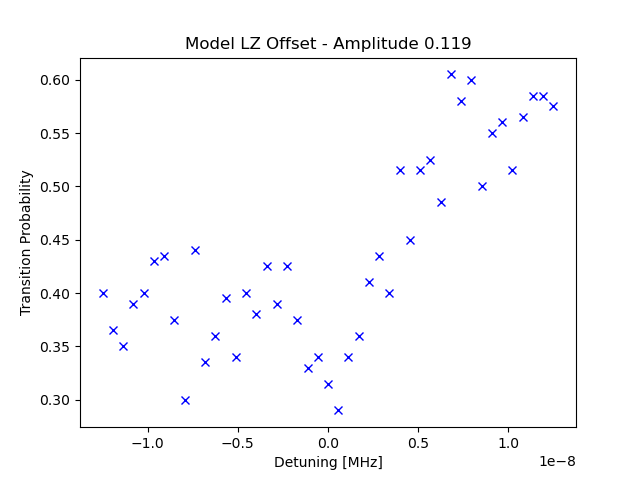 Model LZ Offset - Amplitude 0.119
0.60
0.55
0.50
0.45
0.40
0.35
0.30
Transition Probability
−1.0 −0.5 0.0 0.5 1.0
1e−8
Detuning [MHz]